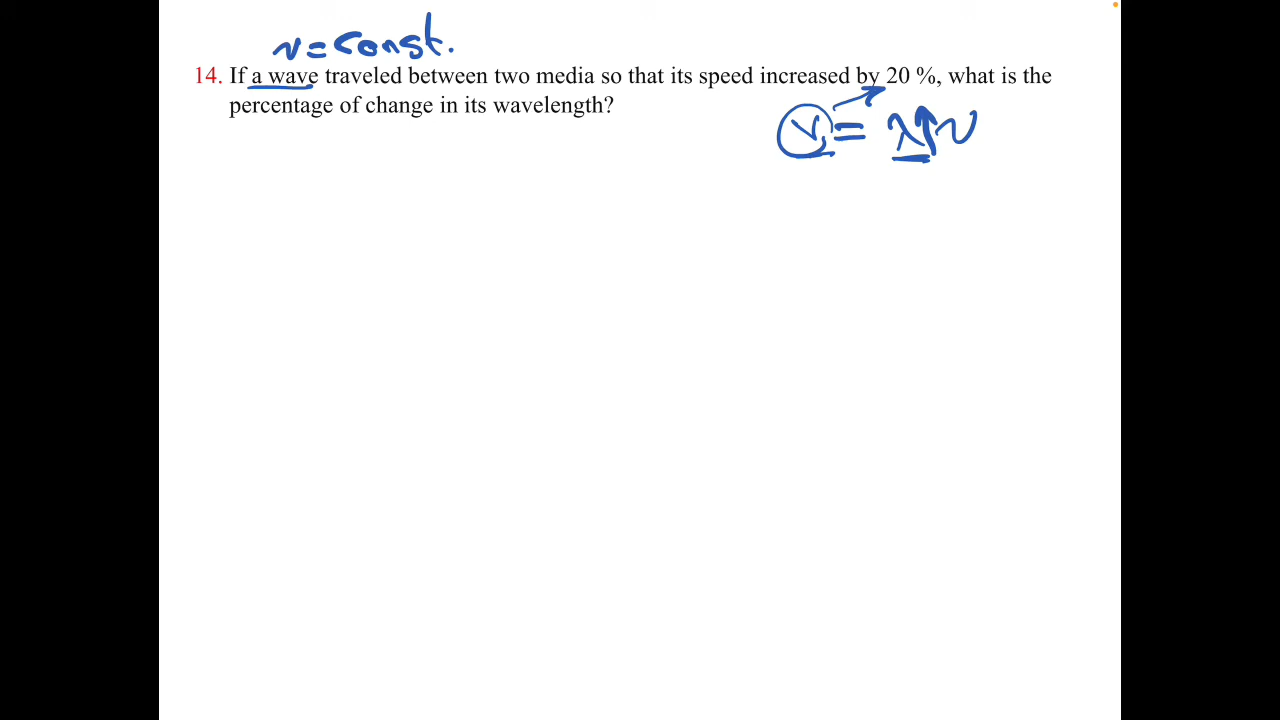 ν = const.
14. If a wave traveled between two media so that its speed increased by 20 %, what is the
percentage of change in its wavelength?
v = λ↑ν